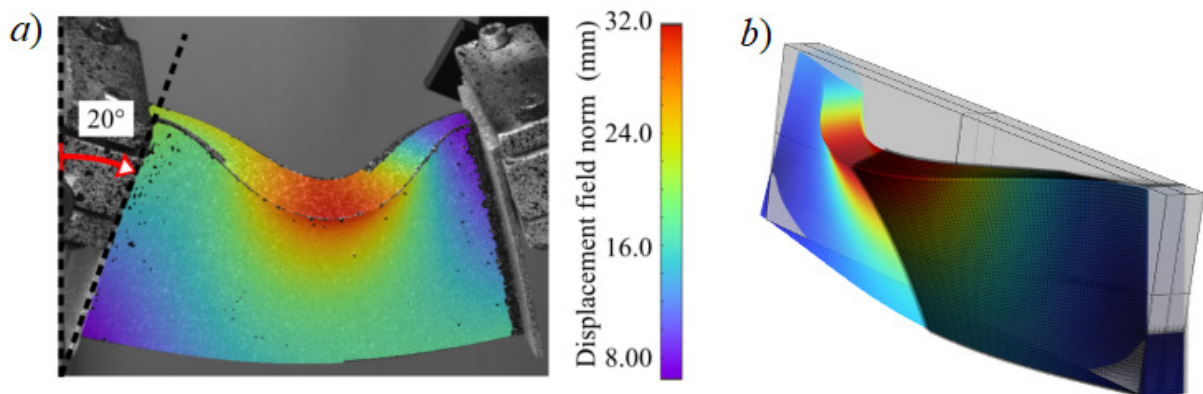 a)
20°
Displacement field norm (mm)
32.0
24.0
16.0
8.00
b)